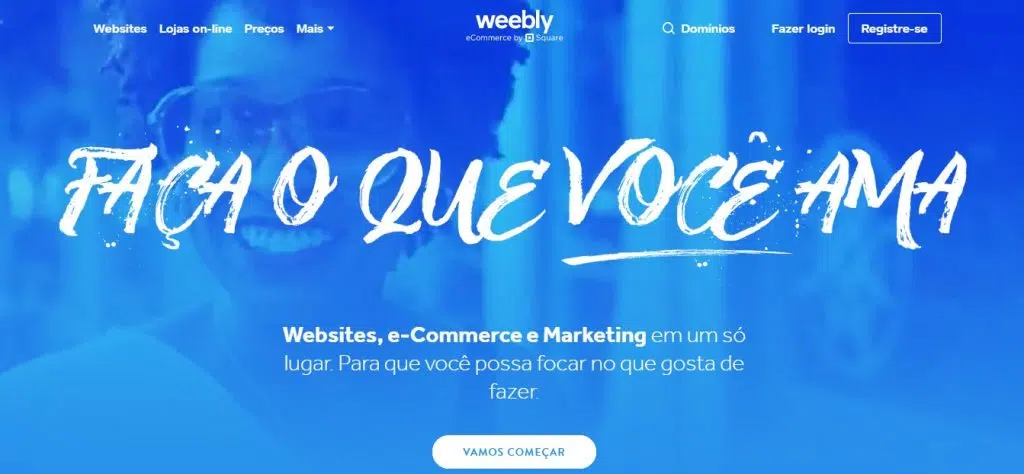 Websites Lojas on-line Preços Mais
weebly
eCommerce by Square
Domínios Fazer login Registre-se
FAÇA O QUE VOCÊ AMA
Websites, e-Commerce e Marketing em um só
lugar. Para que você possa focar no que gosta de
fazer.
VAMOS COMEÇAR